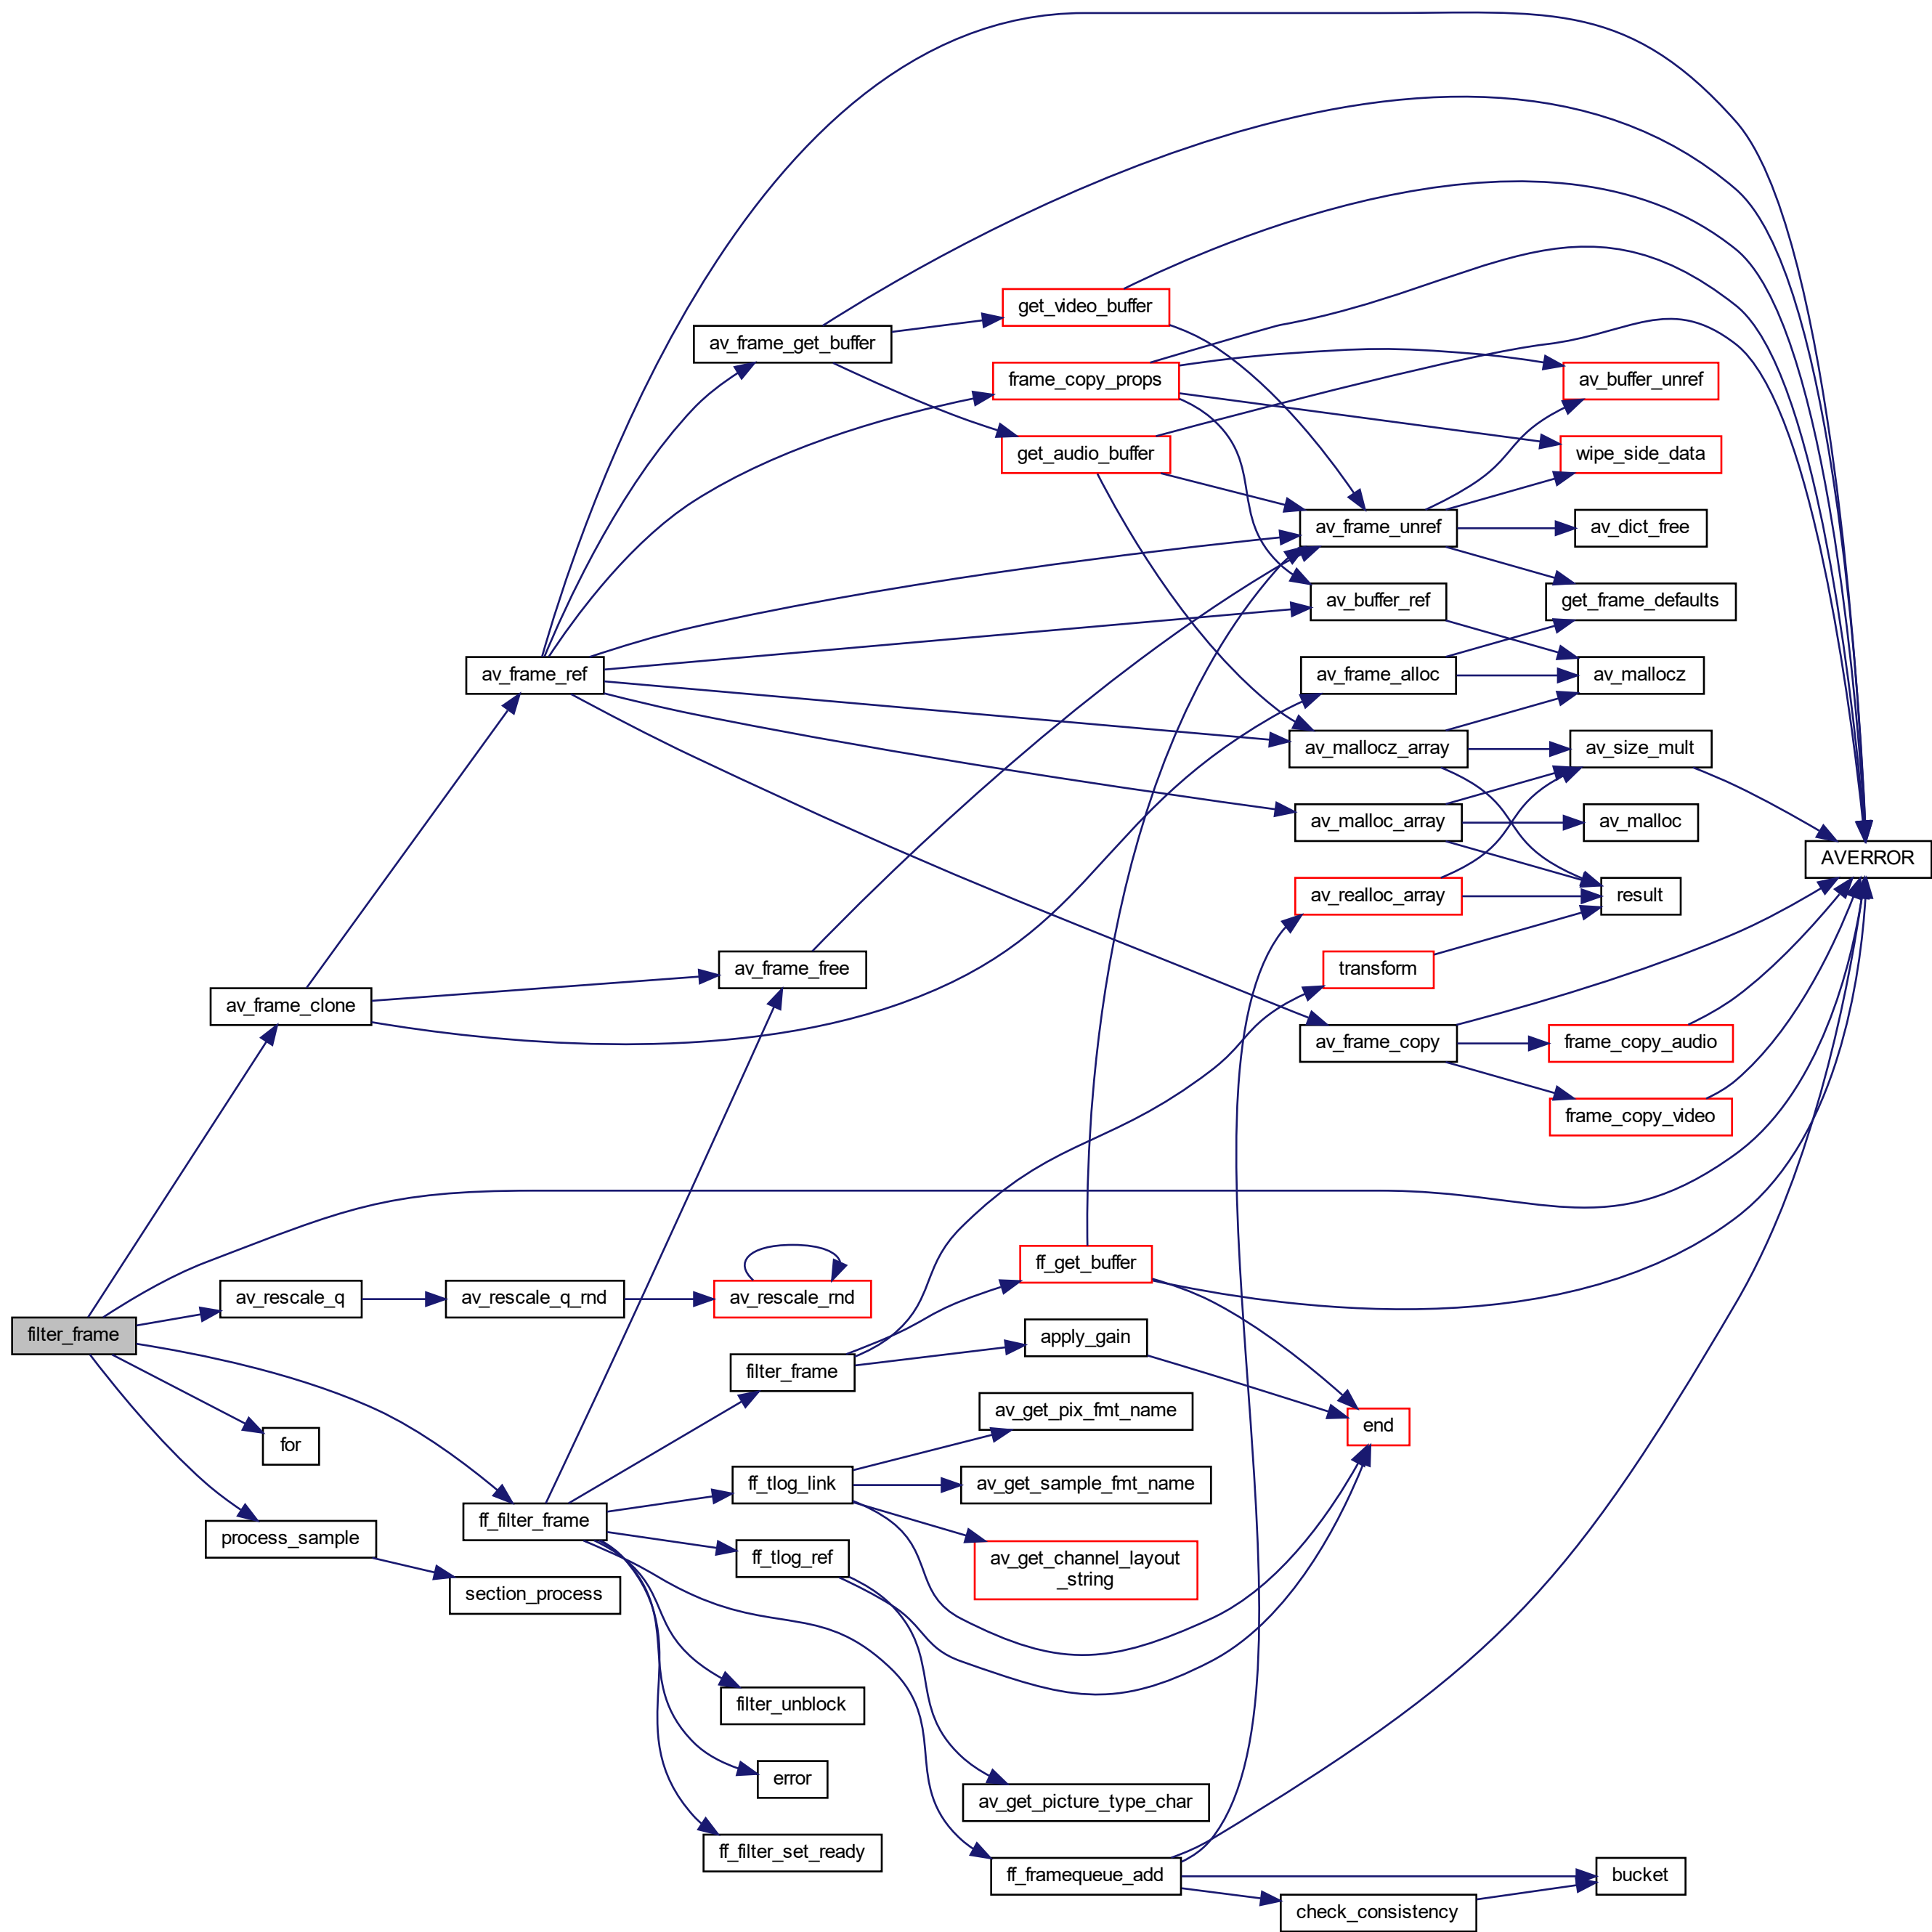 av_frame_get_buffer
get_video_buffer
frame_copy_props
av_buffer_unref
get_audio_buffer
wipe_side_data
av_frame_unref
av_dict_free
av_buffer_ref
get_frame_defaults
av_frame_ref
av_frame_alloc
av_mallocz
av_mallocz_array
av_size_mult
av_malloc_array
av_malloc
AVERROR
av_realloc_array
result
av_frame_free
transform
av_frame_clone
av_frame_copy
frame_copy_audio
frame_copy_video
ff_get_buffer
av_rescale_q
av_rescale_q_rnd
av_rescale_rnd
filter_frame
apply_gain
filter_frame
av_get_pix_fmt_name
end
for
ff_tlog_link
av_get_sample_fmt_name
ff_filter_frame
process_sample
ff_tlog_ref
av_get_channel_layout
_string
section_process
filter_unblock
error
av_get_picture_type_char
ff_filter_set_ready
ff_framequeue_add
bucket
check_consistency